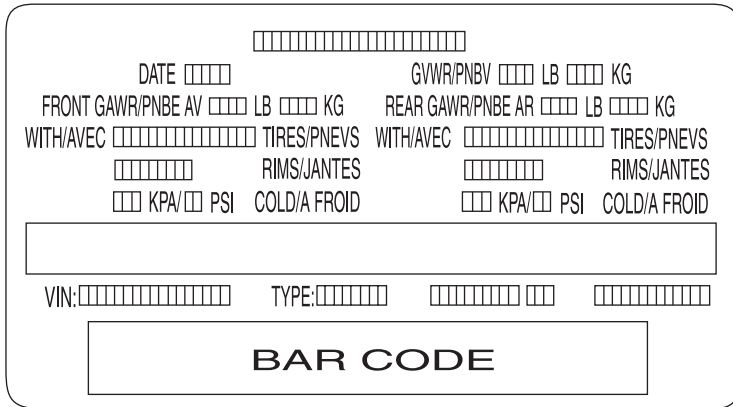 DATE GVWR/PNBV LB KG
FRONT GAWR/PNBE AV LB KG REAR GAWR/PNBE AR LB KG
WITH/AVEC TIRES/PNEVS WITH/AVEC TIRES/PNEVS
RIMS/JANTES RIMS/JANTES
KPA/ PSI COLD/A FROID KPA/ PSI COLD/A FROID
VIN: TYPE:
BAR CODE